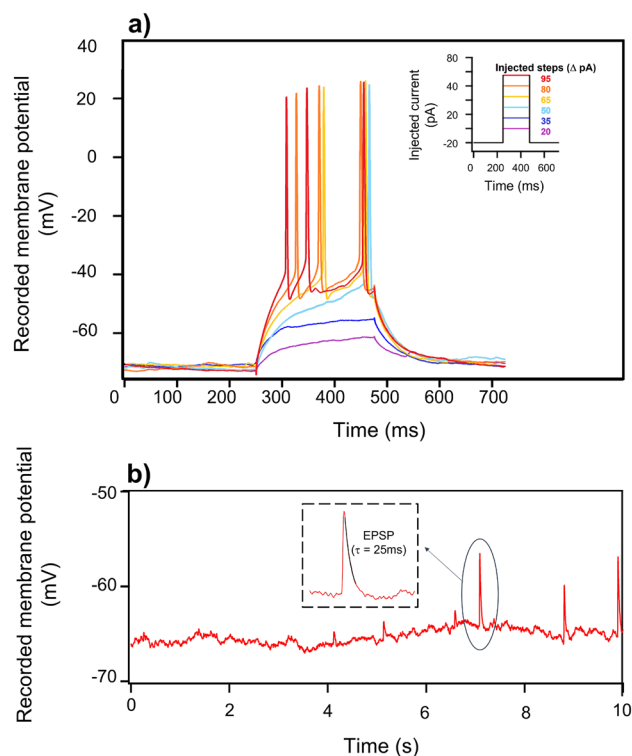 a)
Recorded membrane potential
(mV)
40
20
0
-20
-40
-60
0
100
200
300
400
500
600
700
Time (ms)
Injected current
(pA)
80
60
40
20
-20
Injected steps (Δ pA)
95
80
65
50
35
20
0
200
400
600
Time (ms)
b)
Recorded membrane potential
(mV)
-50
-60
-70
EPSP
(τ = 25ms)
0
2
4
6
8
10
Time (s)